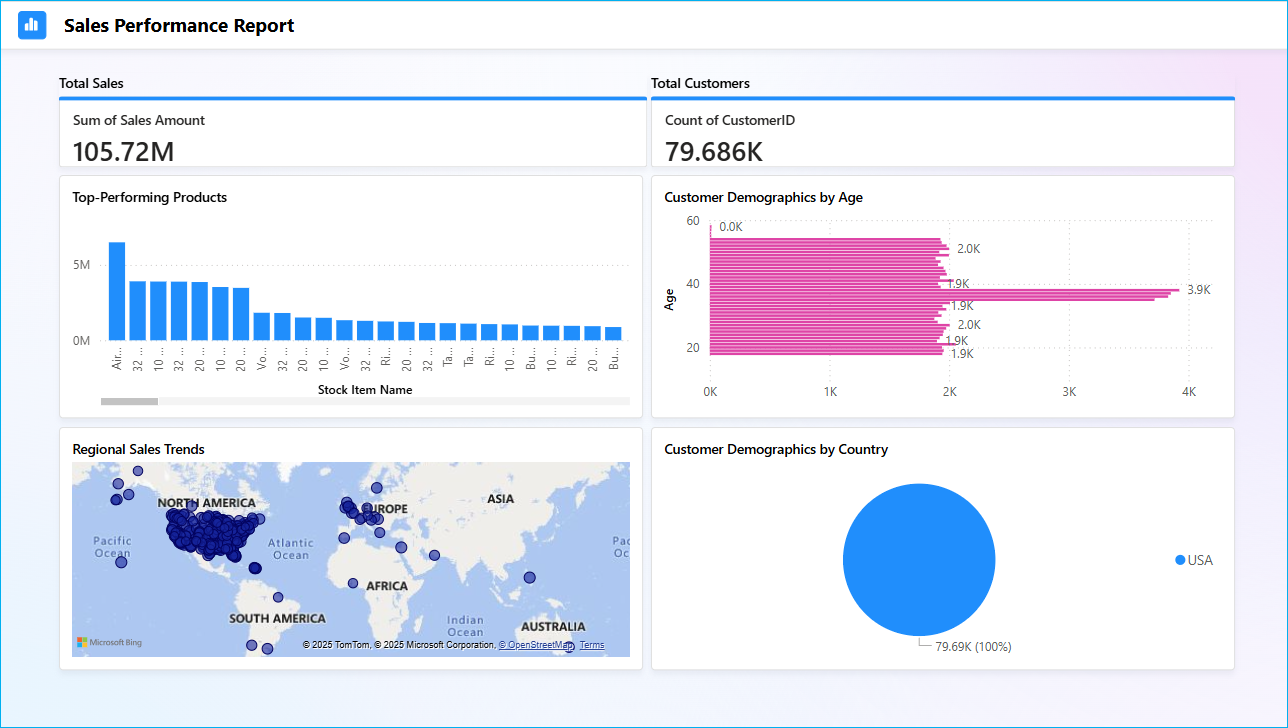 Sales Performance Report
Total Sales
Total Customers
Sum of Sales Amount
105.72M
Count of CustomerID
79.686K
Top-Performing Products
5M
0M
Air...
32 ...
10 ...
32 ...
20 ...
10 ...
20 ...
Vo...
32 ...
20 ...
10 ...
Vo...
32 ...
Ri...
20 ...
32 ...
Ta...
Ta...
Ri...
10 ...
Bu...
10 ...
Ri...
20 ...
Bu...
Stock Item Name
Customer Demographics by Age
60
40
20
Age
0.0K
2.0K
1.9K
3.9K
1.9K
2.0K
1.9K
1.9K
0K
1K
2K
3K
4K
Regional Sales Trends
NORTH AMERICA
EUROPE
ASIA
Pacific
Ocean
Atlantic
Ocean
AFRICA
SOUTH AMERICA
Indian
Ocean
AUSTRALIA
Microsoft Bing
© 2025 TomTom, © 2025 Microsoft Corporation, © OpenStreetMap Terms
Customer Demographics by Country
USA
79.69K (100%)